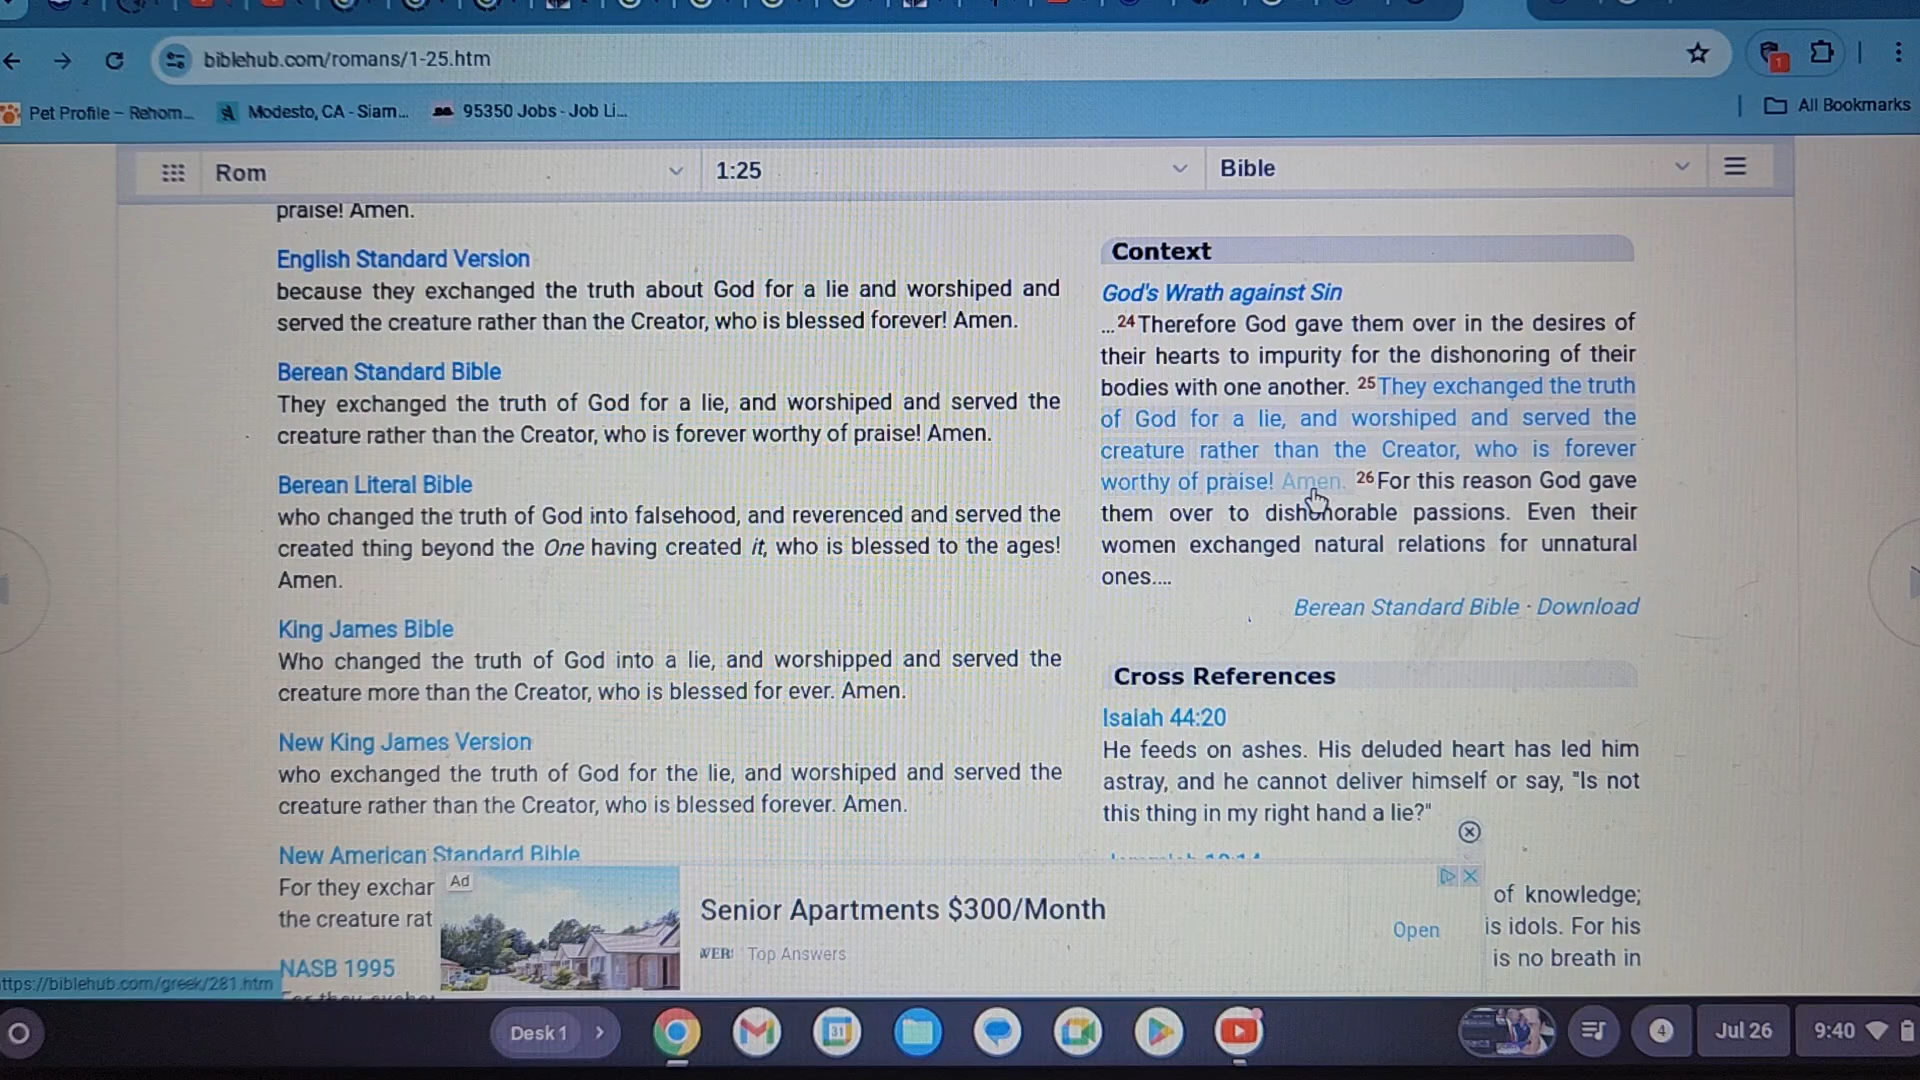 biblehub.com/romans/1-25.htm
1
Pet Profile – Rehom...
Modesto, CA - Siam...
95350 Jobs - Job Li...
All Bookmarks
Rom
1:25
Bible
praise! Amen.
English Standard Version
because they exchanged the truth about God for a lie and worshiped and
served the creature rather than the Creator, who is blessed forever! Amen.
Berean Standard Bible
They exchanged the truth of God for a lie, and worshiped and served the
creature rather than the Creator, who is forever worthy of praise! Amen.
Berean Literal Bible
who changed the truth of God into falsehood, and reverenced and served the
created thing beyond the One having created it, who is blessed to the ages!
Amen.
King James Bible
Who changed the truth of God into a lie, and worshipped and served the
creature more than the Creator, who is blessed for ever. Amen.
New King James Version
who exchanged the truth of God for the lie, and worshiped and served the
creature rather than the Creator, who is blessed forever. Amen.
New American Standard Bible
For they exchar
the creature rat
NASB 1995
ttps://biblehub.com/greek/281.htm
Context
God's Wrath against Sin
...24Therefore God gave them over in the desires of
their hearts to impurity for the dishonoring of their
bodies with one another. 25They exchanged the truth
of God for a lie, and worshiped and served the
creature rather than the Creator, who is forever
worthy of praise! Amen. 26For this reason God gave
them over to dishonorable passions. Even their
women exchanged natural relations for unnatural
ones....
Berean Standard Bible · Download
Cross References
Isaiah 44:20
He feeds on ashes. His deluded heart has led him
astray, and he cannot deliver himself or say, "Is not
this thing in my right hand a lie?"
of knowledge;
is idols. For his
is no breath in
Ad
Senior Apartments $300/Month
Top Answers
Open
Desk 1
31
4
Jul 26
9:40